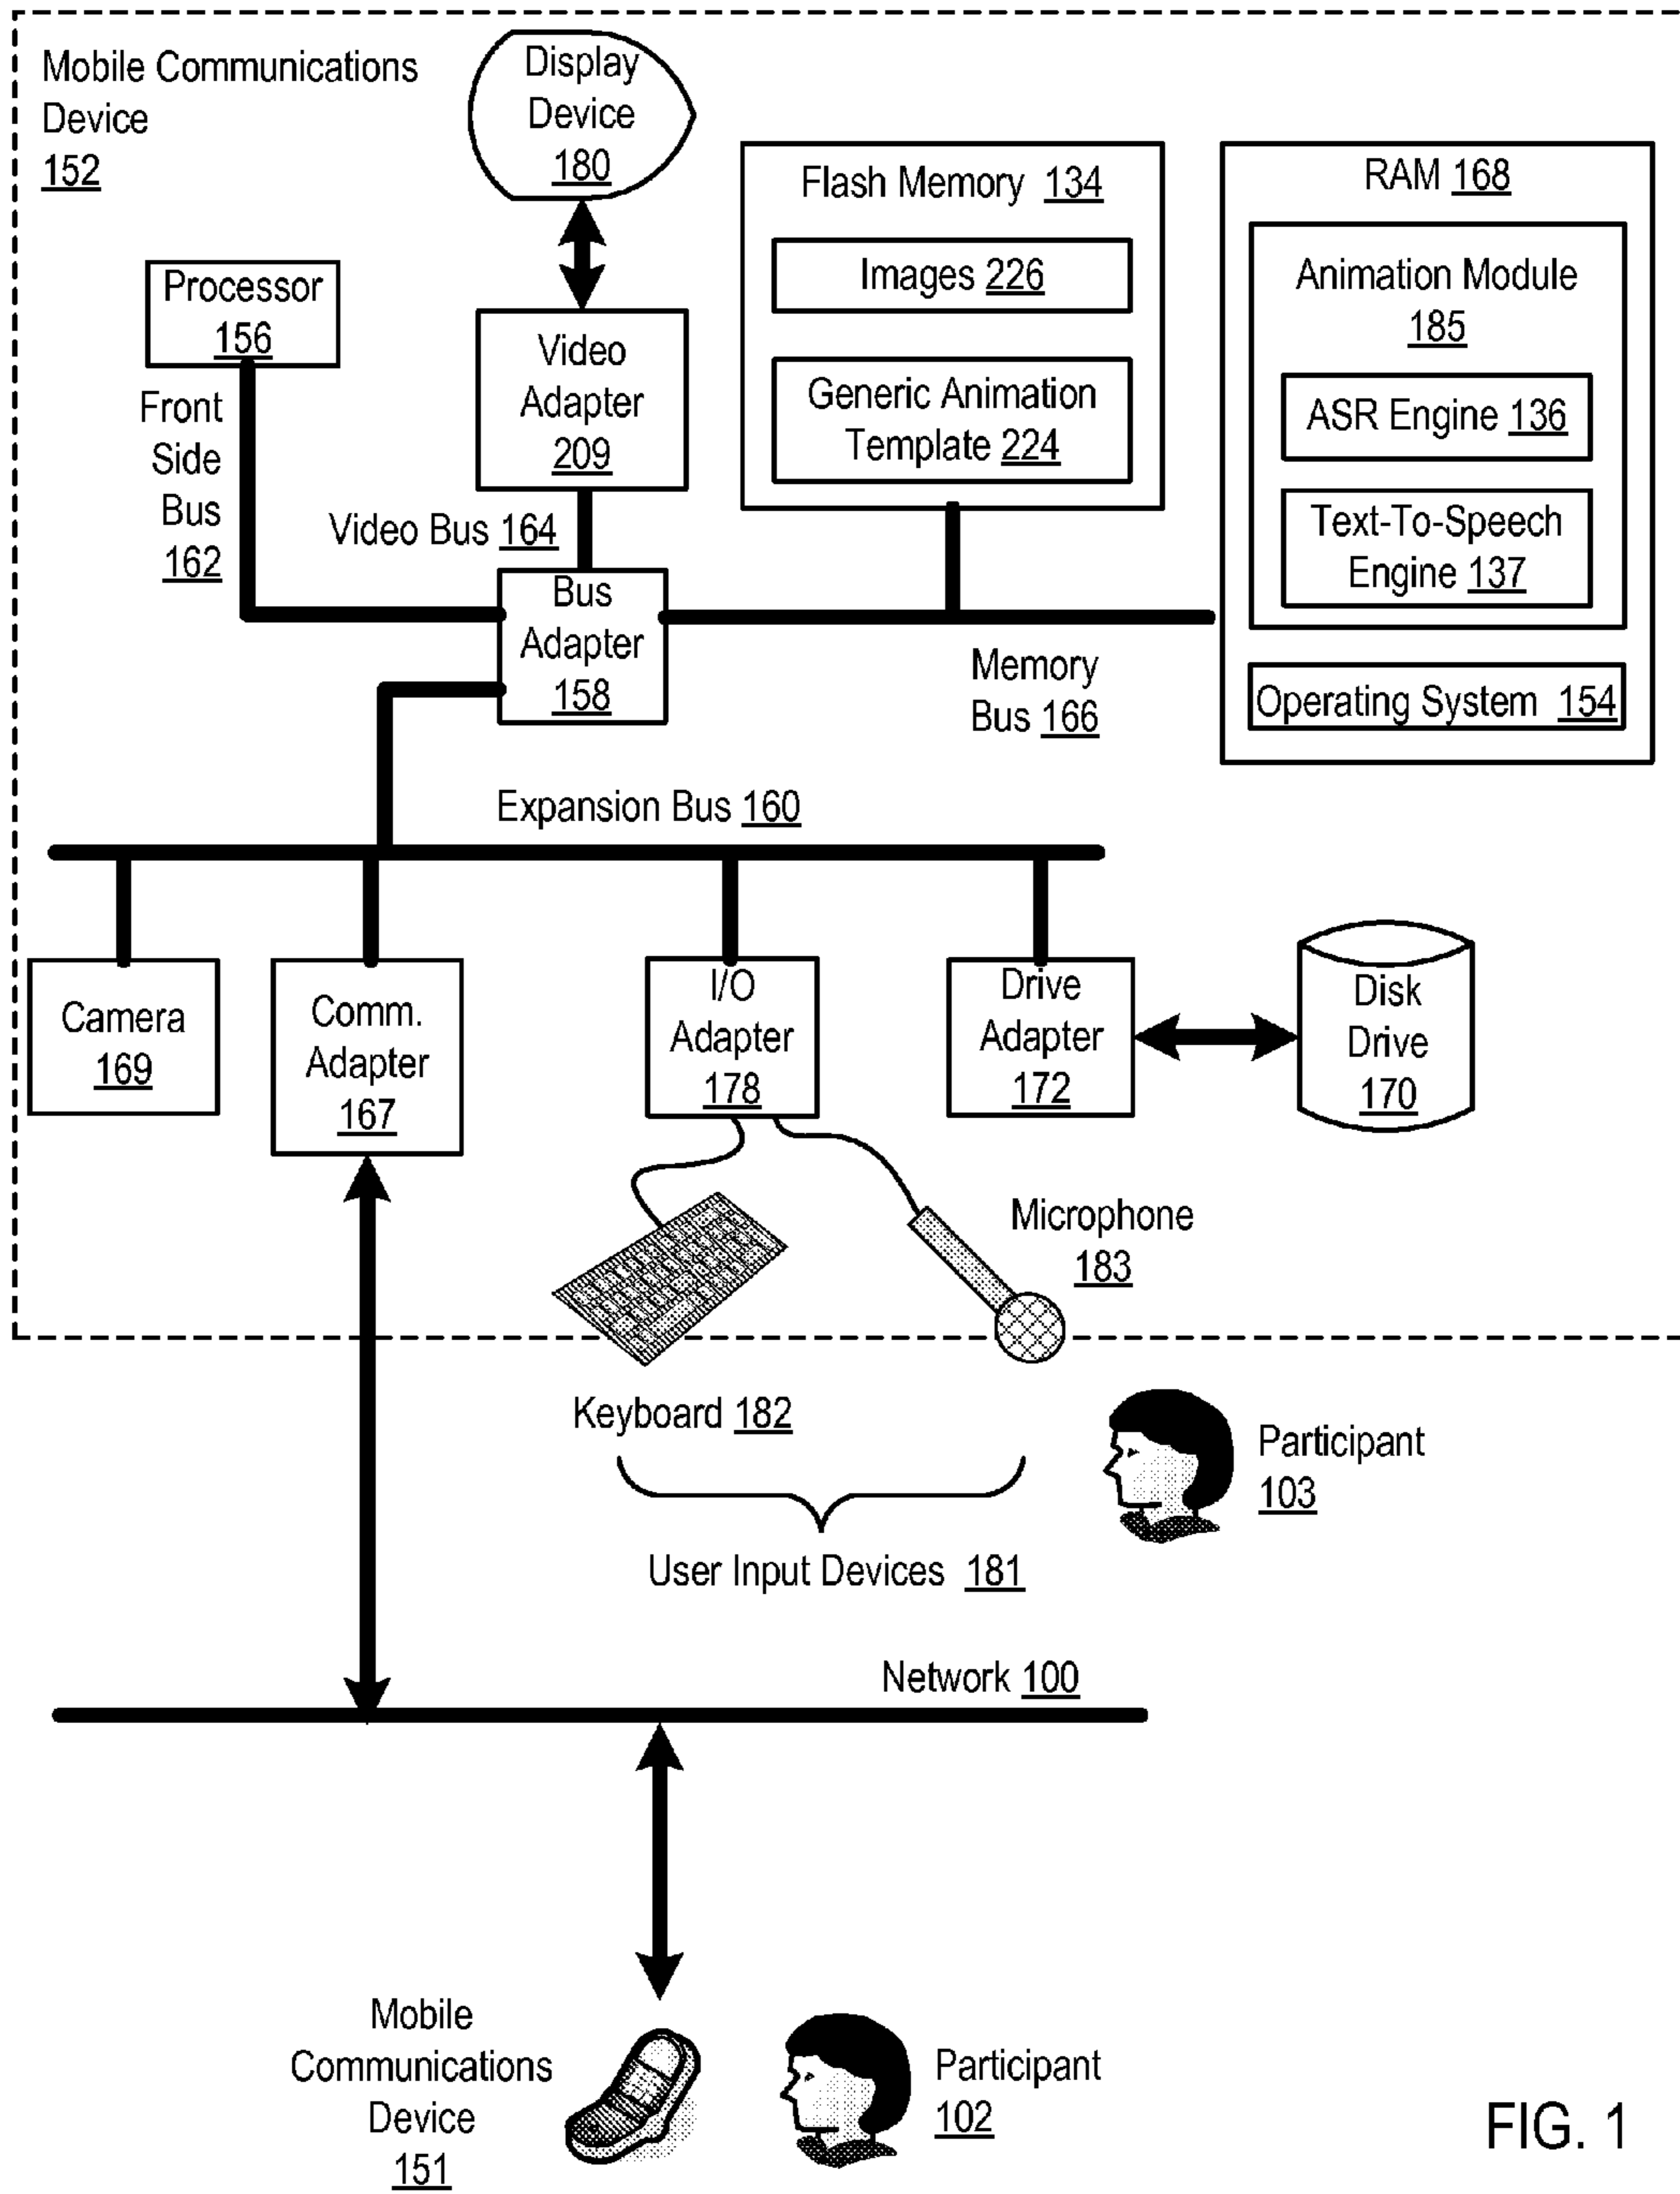 Mobile Communications
Device
152
Display
Device
180
Flash Memory 134
Images 226
Generic Animation
Template 224
RAM 168
Animation Module
185
ASR Engine 136
Text-To-Speech
Engine 137
Operating System 154
Processor
156
Front
Side
Bus
162
Video
Adapter
209
Video Bus 164
Bus
Adapter
158
Memory
Bus 166
Expansion Bus 160
Camera
169
Comm.
Adapter
167
I/O
Adapter
178
Drive
Adapter
172
Disk
Drive
170
Microphone
183
Keyboard 182
Participant
103
User Input Devices 181
Network 100
Mobile
Communications
Device
151
Participant
102
FIG. 1